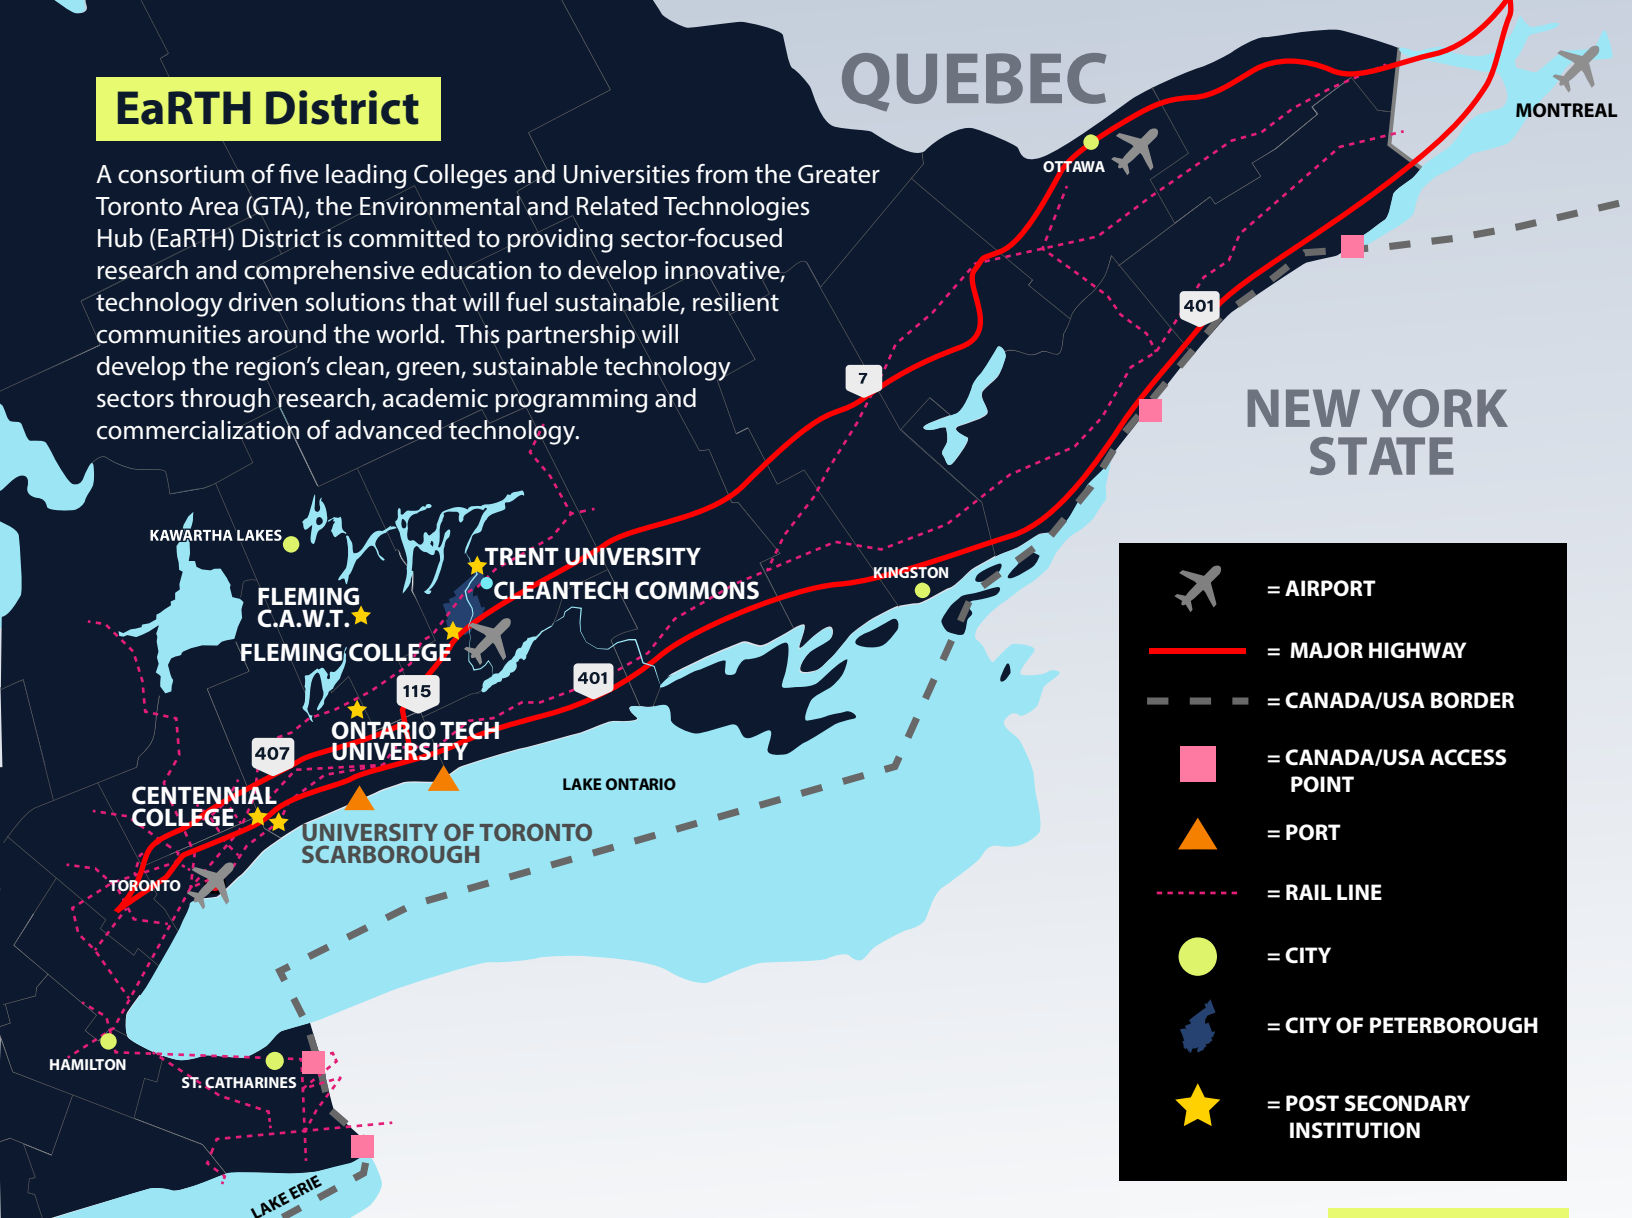 QUEBEC
EaRTH District
MONTREAL
OTTAWA
A consortium of five leading Colleges and Universities from the Greater
Toronto Area (GTA), the Environmental and Related Technologies
Hub (EaRTH) District is committed to providing sector-focused
research and comprehensive education to develop innovative,
technology driven solutions that will fuel sustainable, resilient
communities around the world.  This partnership will
develop the region's clean, green, sustainable technology
sectors through research, academic programming and
commercialization of advanced technology.
401
7
NEW YORK
STATE
KAWARTHA LAKES
TRENT UNIVERSITY
CLEANTECH COMMONS
KINGSTON
FLEMING
C.A.W.T.
FLEMING COLLEGE
115
401
ONTARIO TECH
UNIVERSITY
407
LAKE ONTARIO
CENTENNIAL
COLLEGE
UNIVERSITY OF TORONTO
SCARBOROUGH
TORONTO
HAMILTON
ST. CATHARINES
LAKE ERIE
= AIRPORT
= MAJOR HIGHWAY
= CANADA/USA BORDER
= CANADA/USA ACCESS
POINT
= PORT
= RAIL LINE
= CITY
= CITY OF PETERBOROUGH
= POST SECONDARY
INSTITUTION